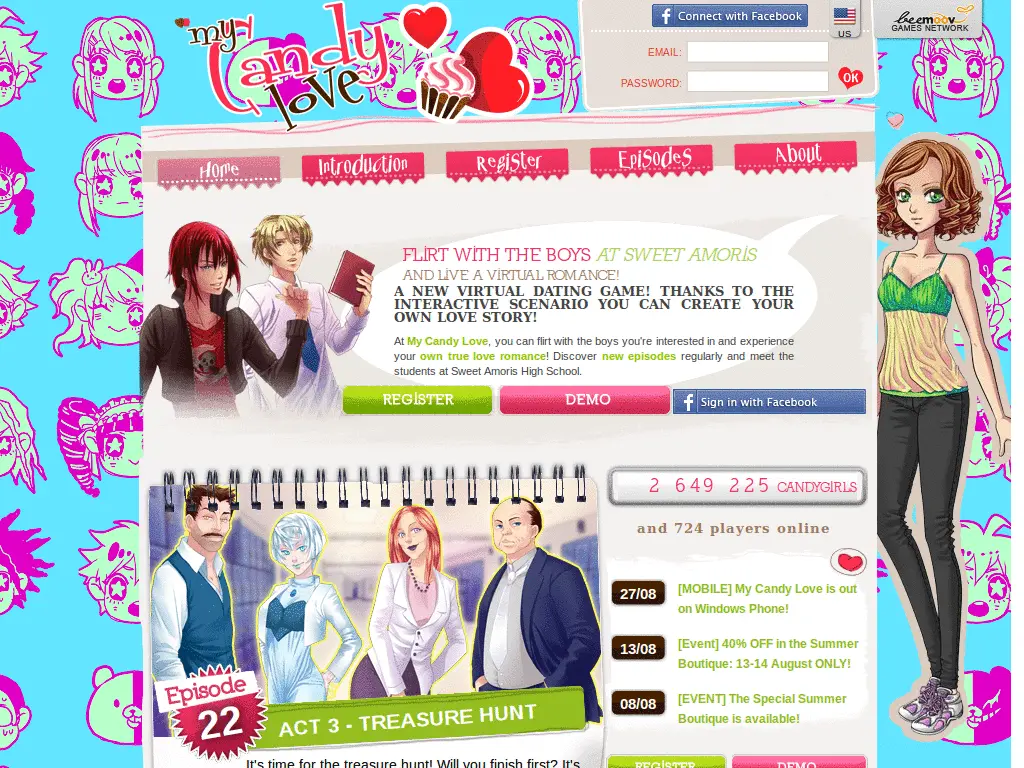 my Candy love
Connect with Facebook
US
beemoov
GAMES NETWORK
EMAIL:
PASSWORD:
OK
Home
Introduction
Register
Episodes
About
FLIRT WITH THE BOYS AT SWEET AMORIS
AND LIVE A VIRTUAL ROMANCE!
A NEW VIRTUAL DATING GAME! THANKS TO THE
INTERACTIVE SCENARIO YOU CAN CREATE YOUR
OWN LOVE STORY!
At My Candy Love, you can flirt with the boys you're interested in and experience
your own true love romance! Discover new episodes regularly and meet the
students at Sweet Amoris High School.
REGISTER
DEMO
Sign in with Facebook
2 649 225 CANDYGIRLS
and 724 players online
27/08
[MOBILE] My Candy Love is out
on Windows Phone!
13/08
[Event] 40% OFF in the Summer
Boutique: 13-14 August ONLY!
08/08
[EVENT] The Special Summer
Boutique is available!
Episode
22
ACT 3 - TREASURE HUNT
It's time for the treasure hunt! Will you finish first? It's
REGISTER
DEMO